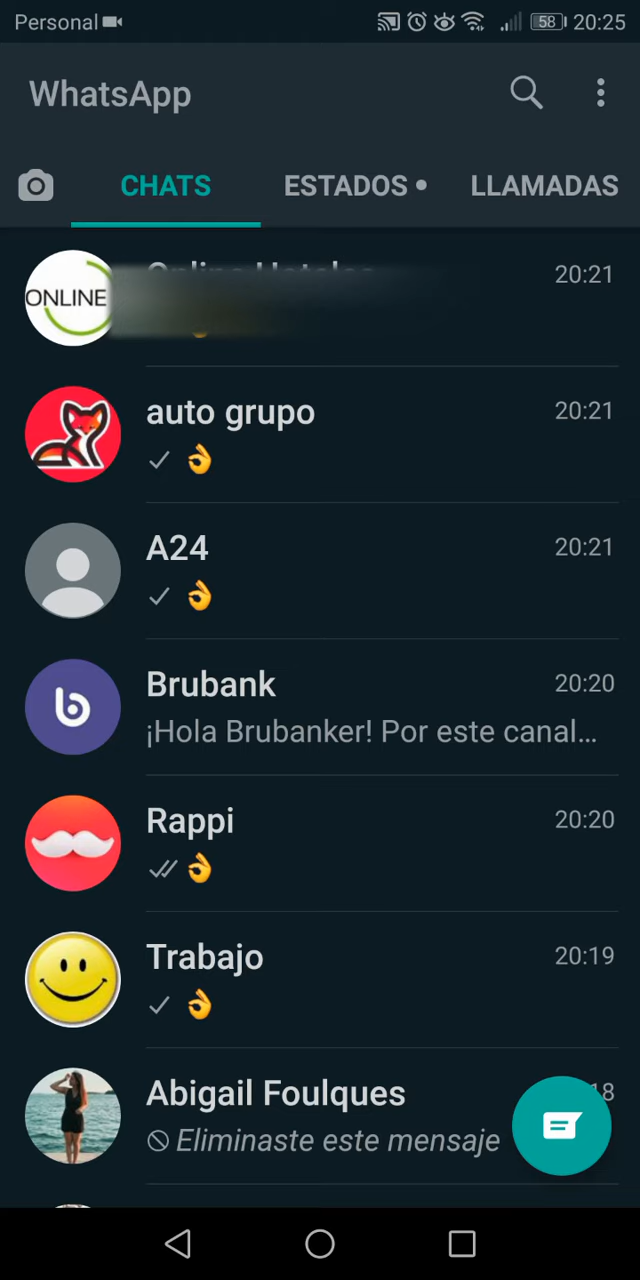 Personal
58
20:25
WhatsApp
CHATS
ESTADOS
LLAMADAS
ONLINE
20:21
auto grupo
20:21
A24
20:21
Brubank
20:20
¡Hola Brubanker! Por este canal...
Rappi
20:20
Trabajo
20:19
Abigail Foulques
18
Eliminaste este mensaje